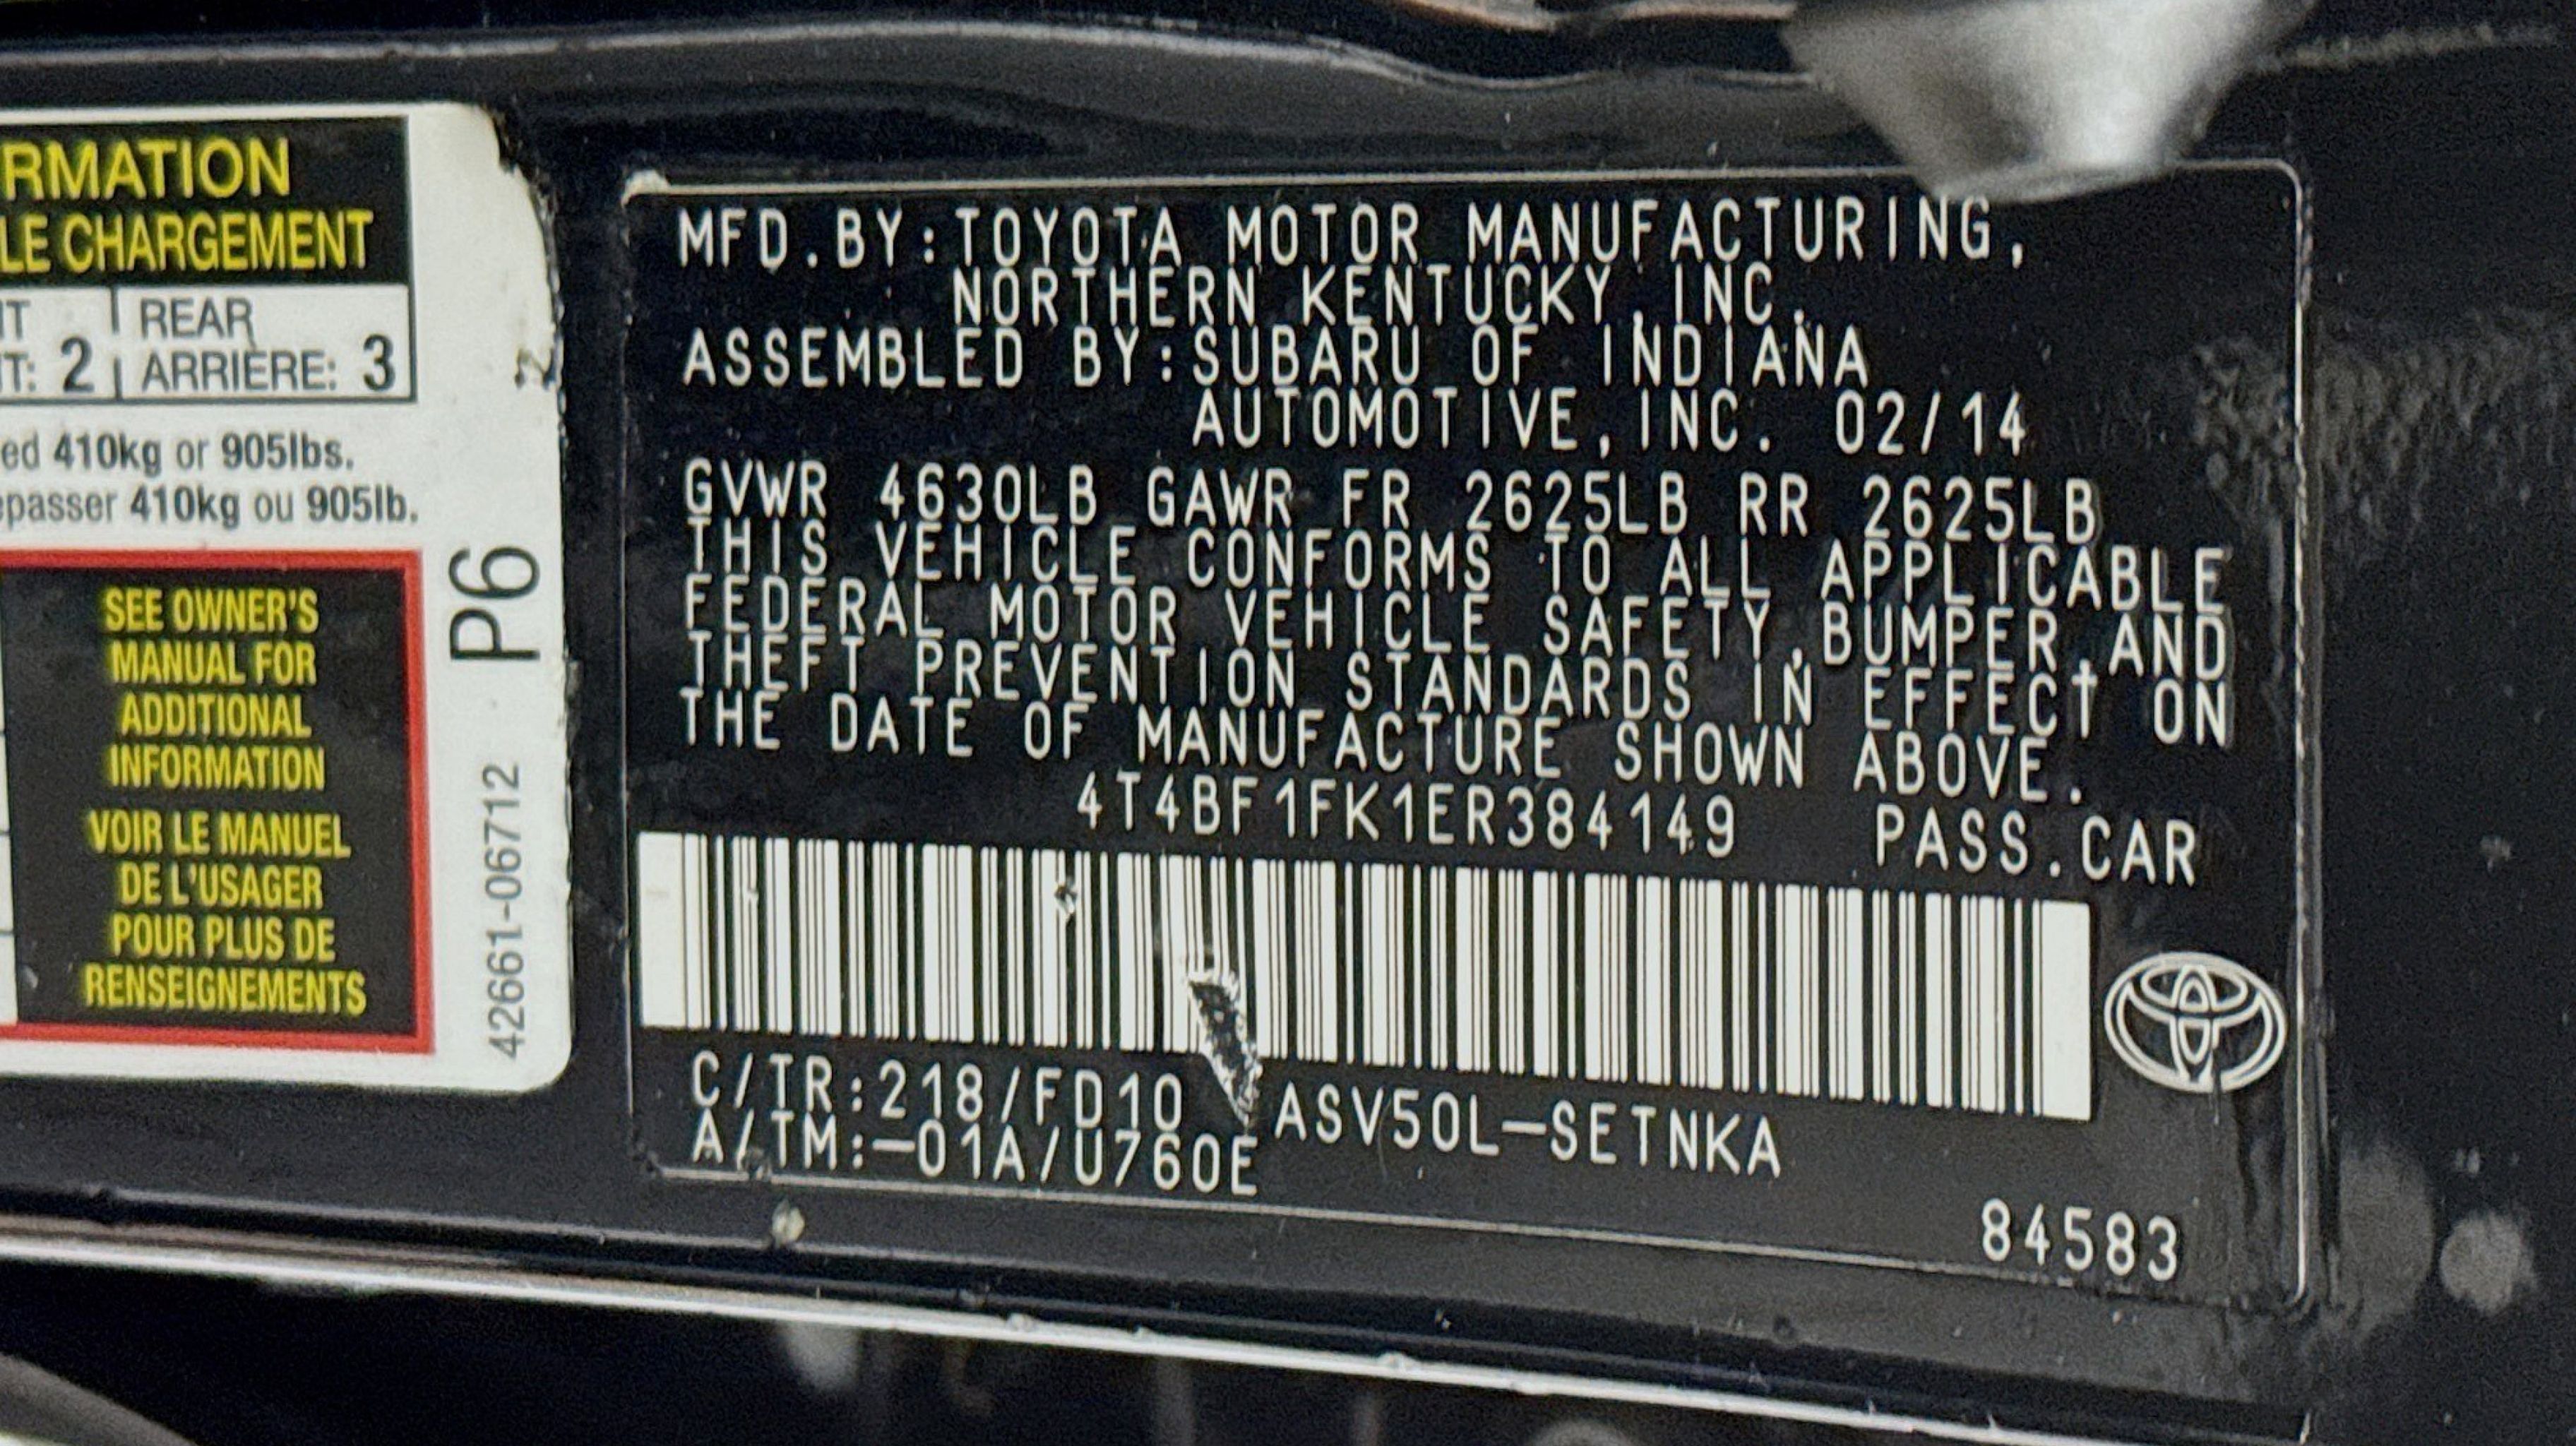 RMATION
LE CHARGEMENT
REAR
T: 2 ARRIÈRE: 3
ed 410kg or 905lbs.
epasser 410kg ou 905lb.
SEE OWNER'S
MANUAL FOR
ADDITIONAL
INFORMATION
VOIR LE MANUEL
DE L'USAGER
POUR PLUS DE
RENSEIGNEMENTS
42661-06712 P6
MFD.BY:TOYOTA MOTOR MANUFACTURING,
NORTHERN KENTUCKY,INC.
ASSEMBLED BY:SUBARU OF INDIANA
AUTOMOTIVE,INC. 02/14
GVWR 4630LB GAWR FR 2625LB RR 2625LB
THIS VEHICLE CONFORMS TO ALL APPLICABLE
FEDERAL MOTOR VEHICLE SAFETY,BUMPER,AND
THEFT PREVENTION STANDARDS IN EFFECT ON
THE DATE OF MANUFACTURE SHOWN ABOVE.
4T4BF1FK1ER384149 PASS.CAR
C/TR:218/FD10 ASV50L-SETNKA
A/TM:-01A/U760E
84583